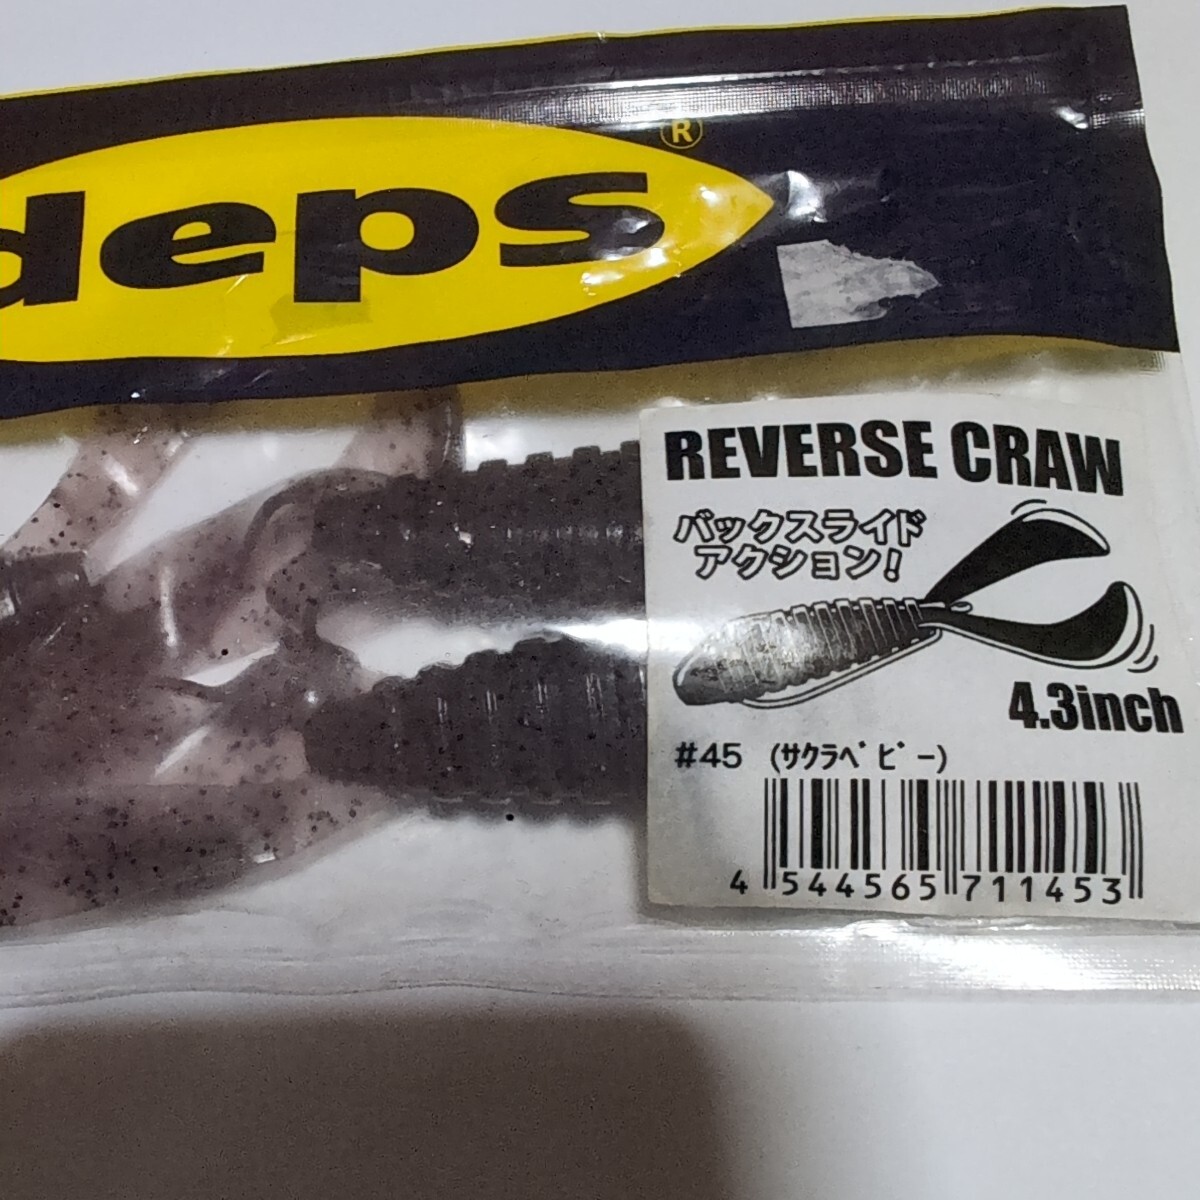 deps®
REVERSE CRAW
バックスライド
アクション!
4.3inch
#45 (サクラベビー)
4 544565 711453